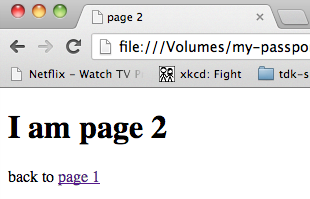 page 2
file:///Volumes/my-passpo
Netflix - Watch TV P
xkcd: Fight
tdk-s
I am page 2
back to page 1